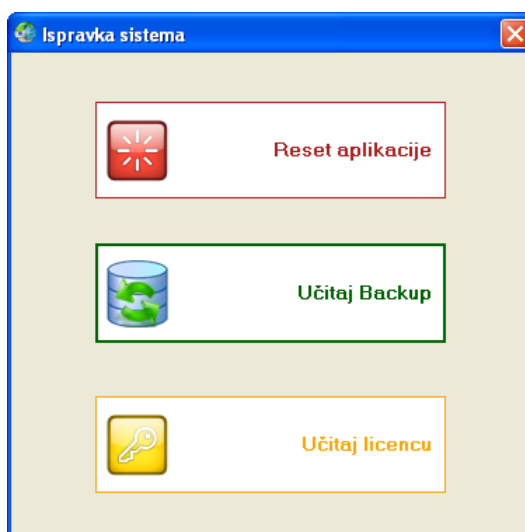 Ispravka sistema
Reset aplikacije
Učitaj Backup
Učitaj licencu